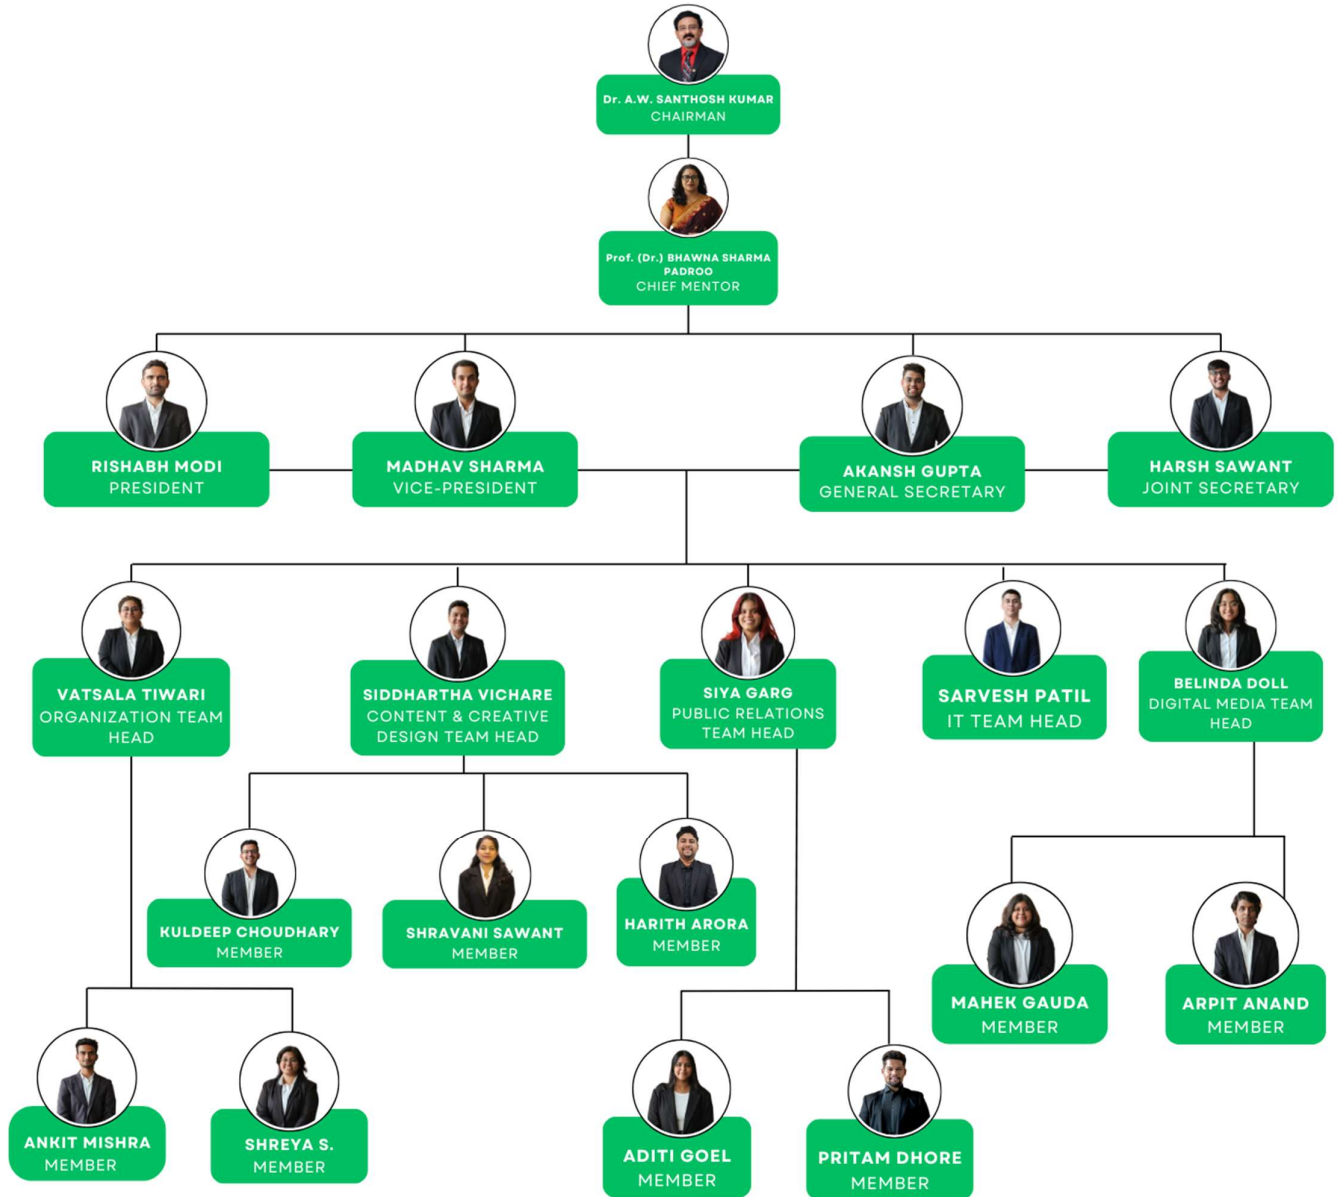 Dr. A.W. SANTHOSH KUMAR
CHAIRMAN
Prof. (Dr.) BHAWNA SHARMA
PADROO
CHIEF MENTOR
RISHABH MODI
PRESIDENT
MADHAV SHARMA
VICE-PRESIDENT
AKANSH GUPTA
GENERAL SECRETARY
HARSH SAWANT
JOINT SECRETARY
VATSALA TIWARI
ORGANIZATION TEAM
HEAD
SIDDHARTHA VICHARE
CONTENT & CREATIVE
DESIGN TEAM HEAD
SIYA GARG
PUBLIC RELATIONS
TEAM HEAD
SARVESH PATIL
IT TEAM HEAD
BELINDA DOLL
DIGITAL MEDIA TEAM
HEAD
KULDEEP CHOUDHARY
MEMBER
SHRAVANI SAWANT
MEMBER
HARITH ARORA
MEMBER
MAHEK GAUDA
MEMBER
ARPIT ANAND
MEMBER
ANKIT MISHRA
MEMBER
SHREYA S.
MEMBER
ADITI GOEL
MEMBER
PRITAM DHORE
MEMBER